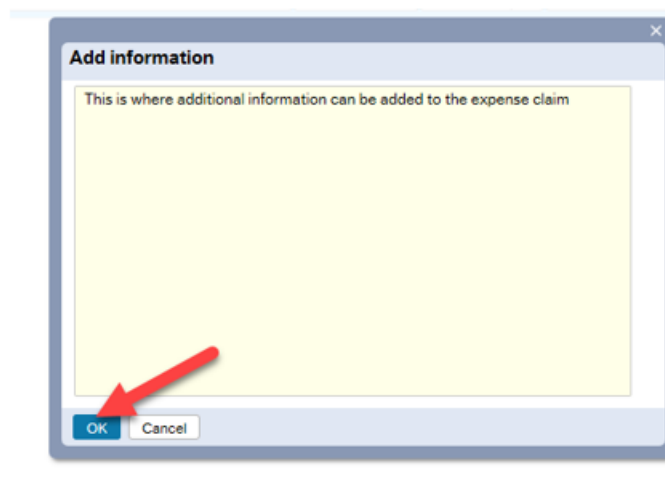 Add information
This is where additional information can be added to the expense claim
OK
Cancel